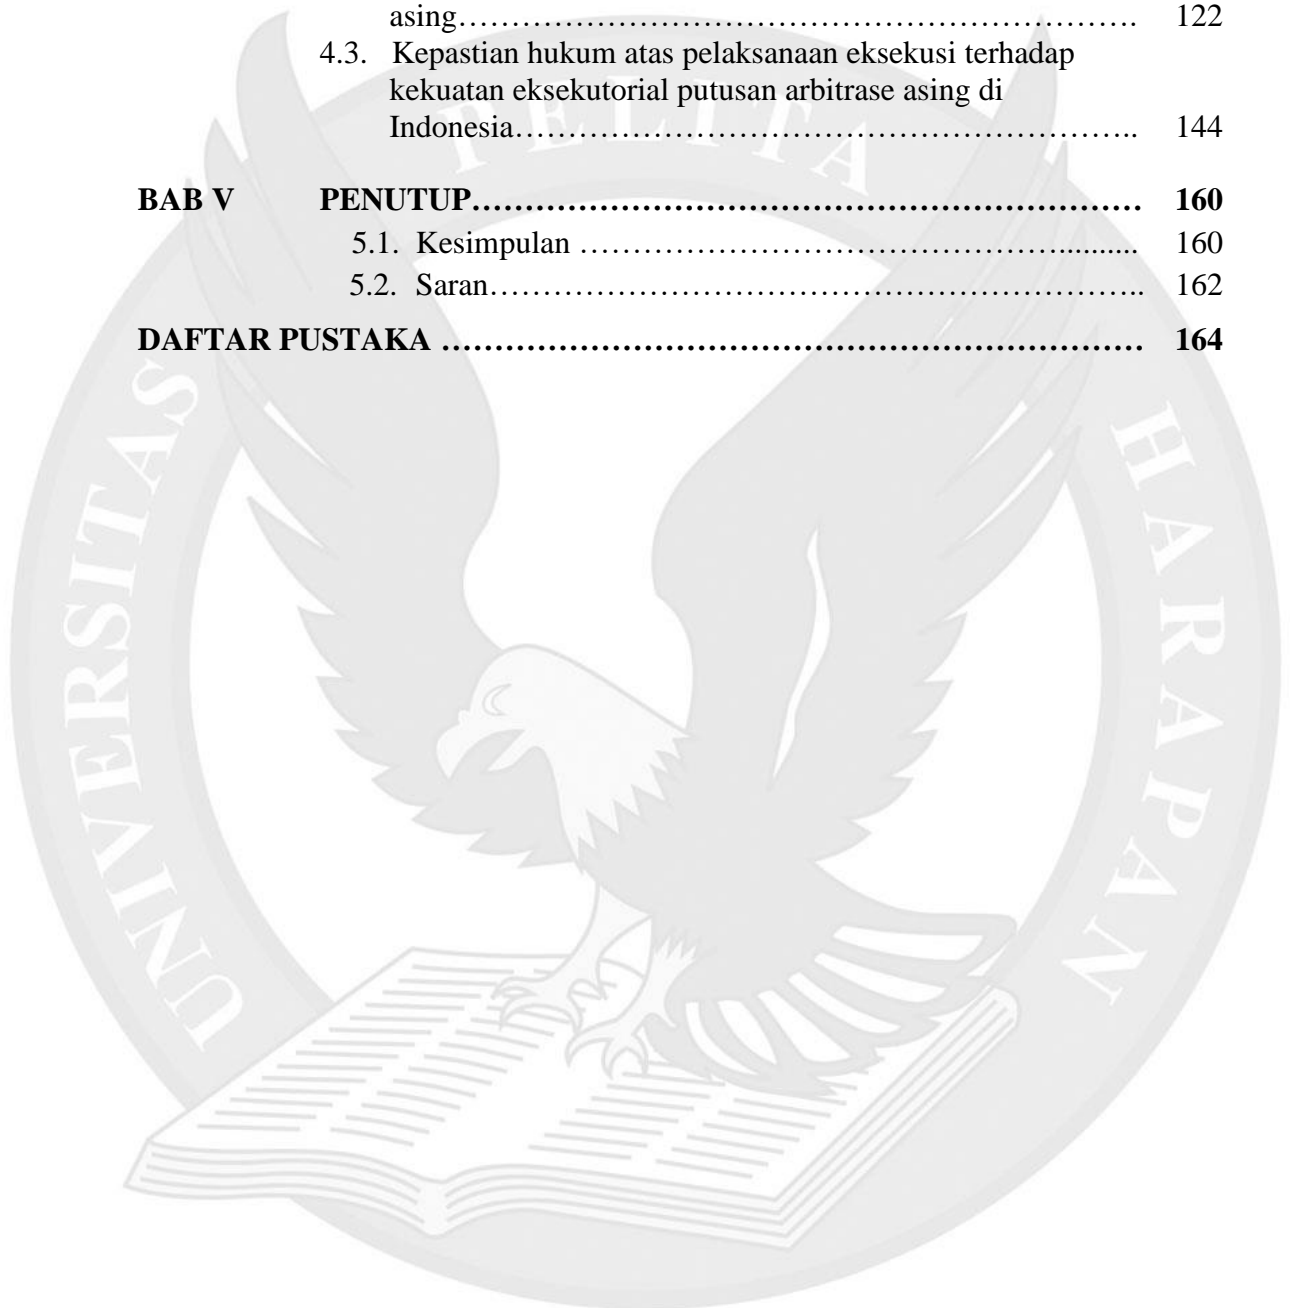 asing……………………………………………………….   122
4.3.   Kepastian hukum atas pelaksanaan eksekusi terhadap
kekuatan eksekutorial putusan arbitrase asing di
Indonesia…………………………………………………..   144
BAB V   PENUTUP………………………………………………………   160
5.1.  Kesimpulan ……………………………………...........   160
5.2.  Saran……………………………………………………..   162
DAFTAR PUSTAKA …………………………………………………………   164
UNIVERSITAS PELITA HARAPAN